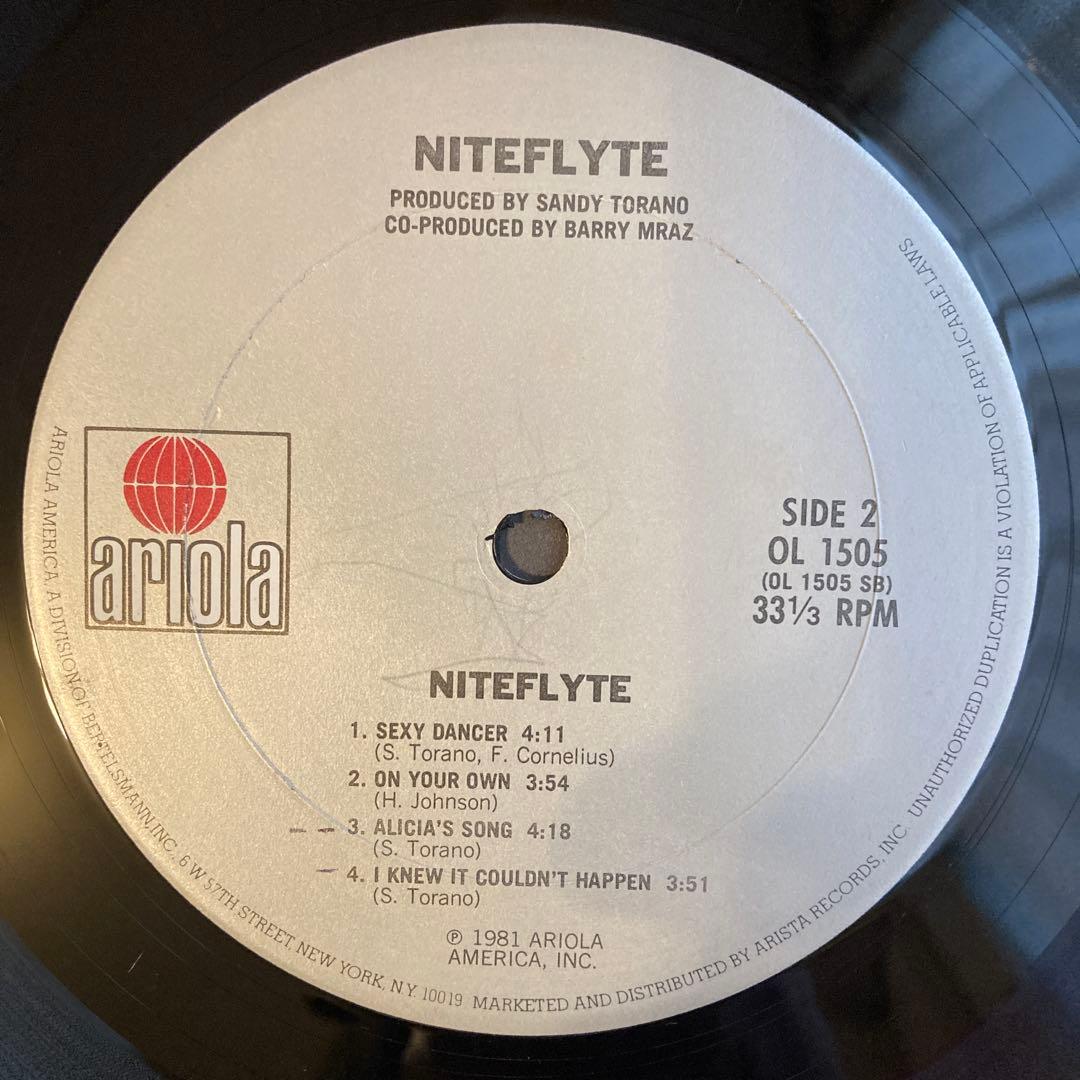 NITEFLYTE
PRODUCED BY SANDY TORANO
CO-PRODUCED BY BARRY MRAZ
ariola
SIDE 2
OL 1505
(OL 1505 SB)
33⅓ RPM
NITEFLYTE
1. SEXY DANCER 4:11
(S. Torano, F. Cornelius)
2. ON YOUR OWN 3:54
(H. Johnson)
3. ALICIA'S SONG 4:18
(S. Torano)
4. I KNEW IT COULDN'T HAPPEN 3:51
(S. Torano)
℗ 1981 ARIOLA
AMERICA, INC.
ARIOLA AMERICA, A DIVISION OF BERTELSMANN, INC., 6 W 57TH STREET, NEW YORK, N.Y. 10019 MARKETED AND DISTRIBUTED BY ARISTA RECORDS, INC. UNAUTHORIZED DUPLICATION IS A VIOLATION OF APPLICABLE LAWS